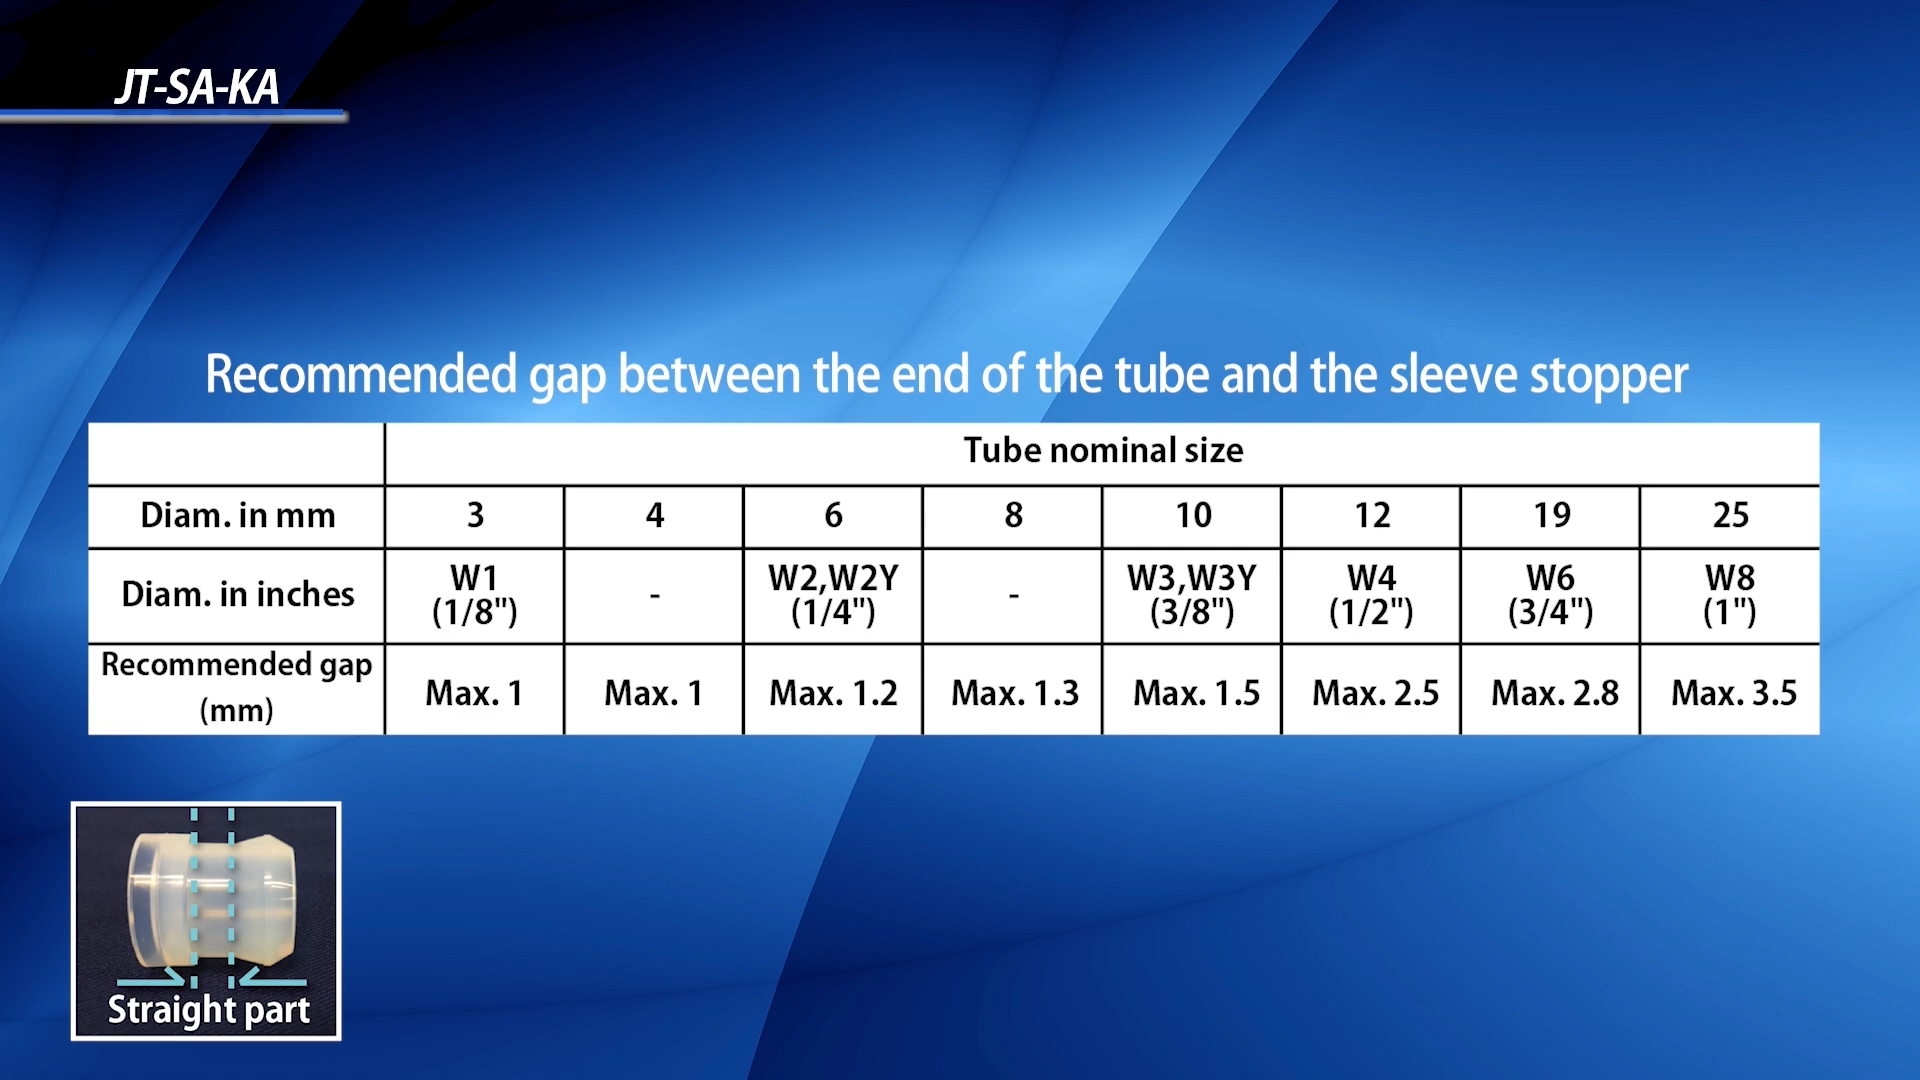 JT-SA-KA
Recommended gap between the end of the tube and the sleeve stopper
Tube nominal size
Diam. in mm 3 4 6 8 10 12 19 25
Diam. in inches W1 (1/8") - W2,W2Y (1/4") - W3,W3Y (3/8") W4 (1/2") W6 (3/4") W8 (1")
Recommended gap (mm) Max. 1 Max. 1 Max. 1.2 Max. 1.3 Max. 1.5 Max. 2.5 Max. 2.8 Max. 3.5
Straight part